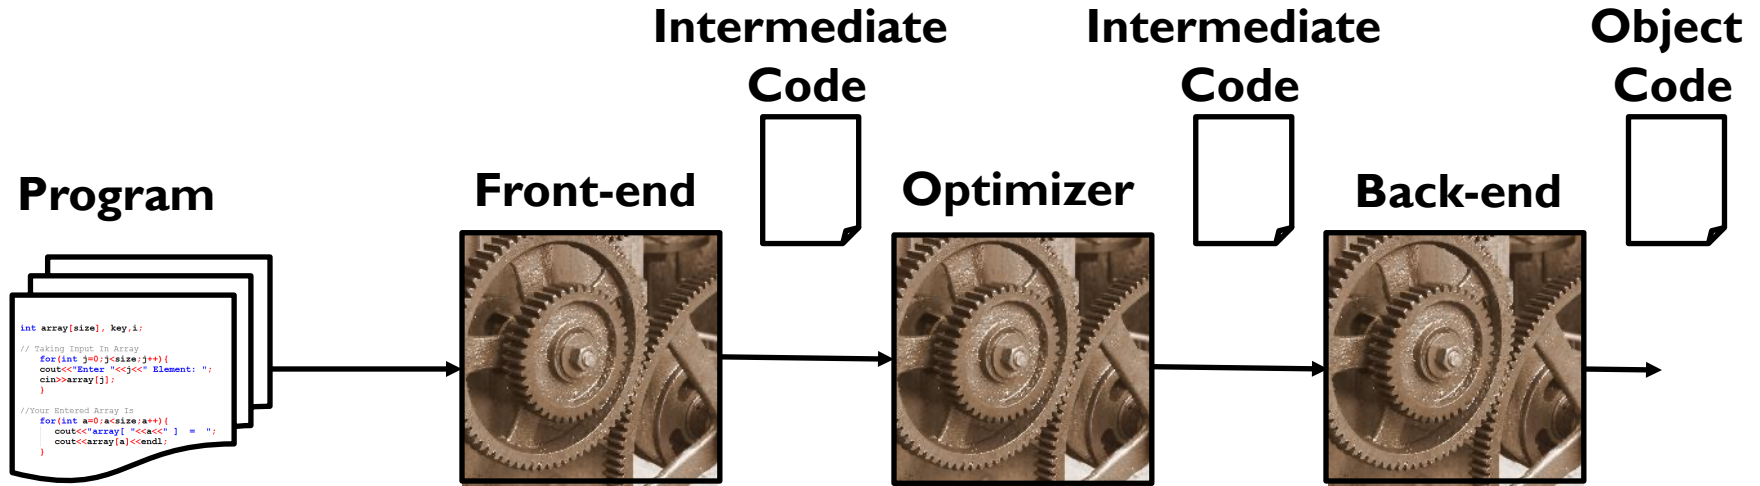 Intermediate
Code
Intermediate
Code
Object
Code
Program
Front-end
Optimizer
Back-end
int array[size], key,i;
// Taking Input In Array
for(int j=0;j<size;j++){
cout<<"Enter "<<j<<" Element: ";
cin>>array[j];
}
//Your Entered Array Is
for(int a=0;a<size;a++){
cout<<"array[ "<<a<<" ]  =  ";
cout<<array[a]<<endl;
}